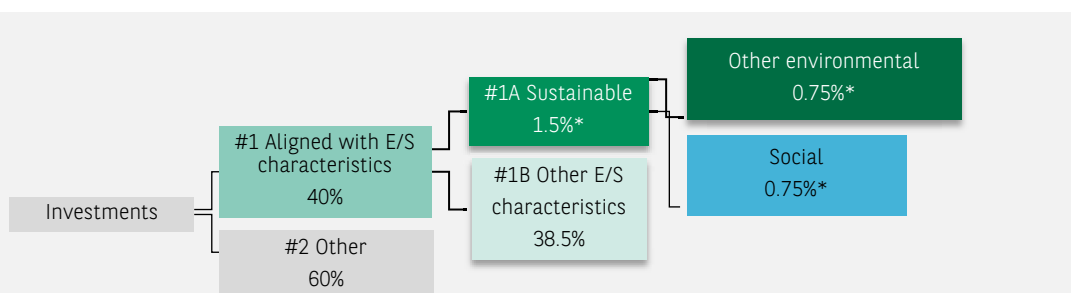 Investments
#1 Aligned with E/S
characteristics
40%
#2 Other
60%
#1A Sustainable
1.5%*
#1B Other E/S
characteristics
38.5%
Other environmental
0.75%*
Social
0.75%*